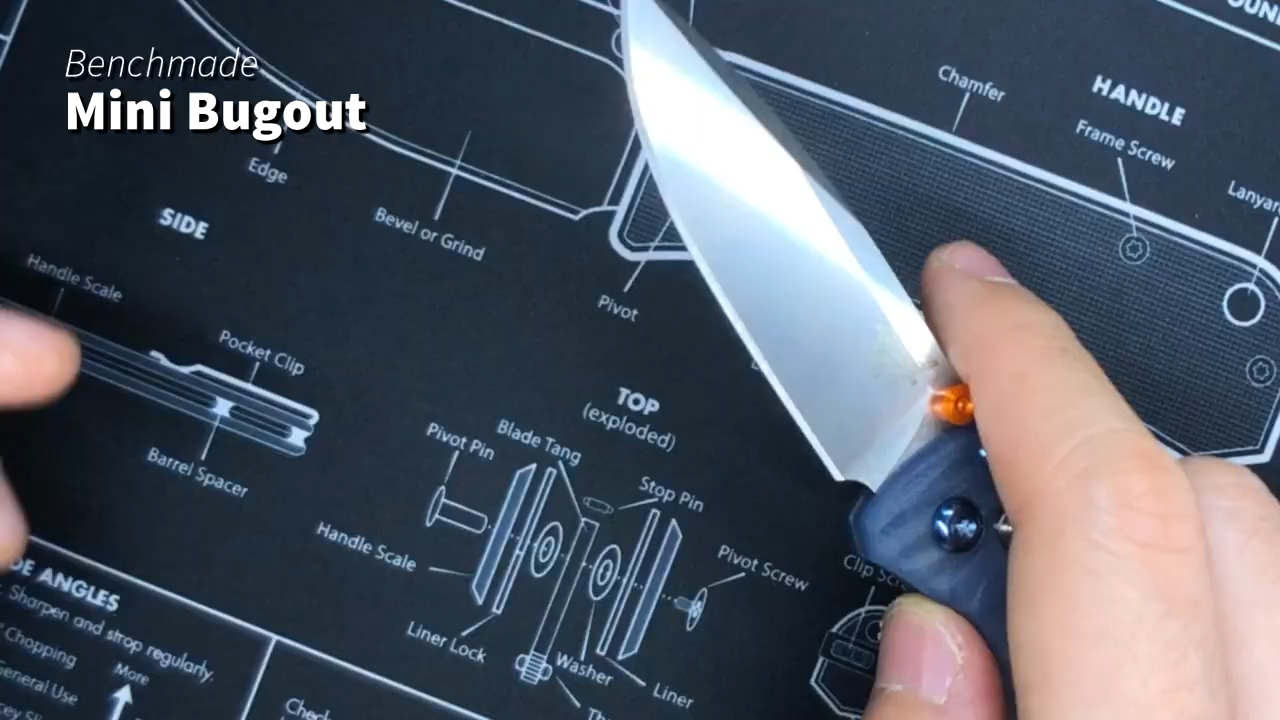 Benchmade
Mini Bugout
Chamfer
HANDLE
Frame Screw
Edge
Bevel or Grind
SIDE
Handle Scale
Pivot
Pocket Clip
TOP
(exploded)
Pivot Pin
Blade Tang
Barrel Spacer
Stop Pin
Handle Scale
Pivot Screw
Liner Lock
Washer
Liner
ANGLES
Sharpen and strop regularly.
Chopping
More
General Use